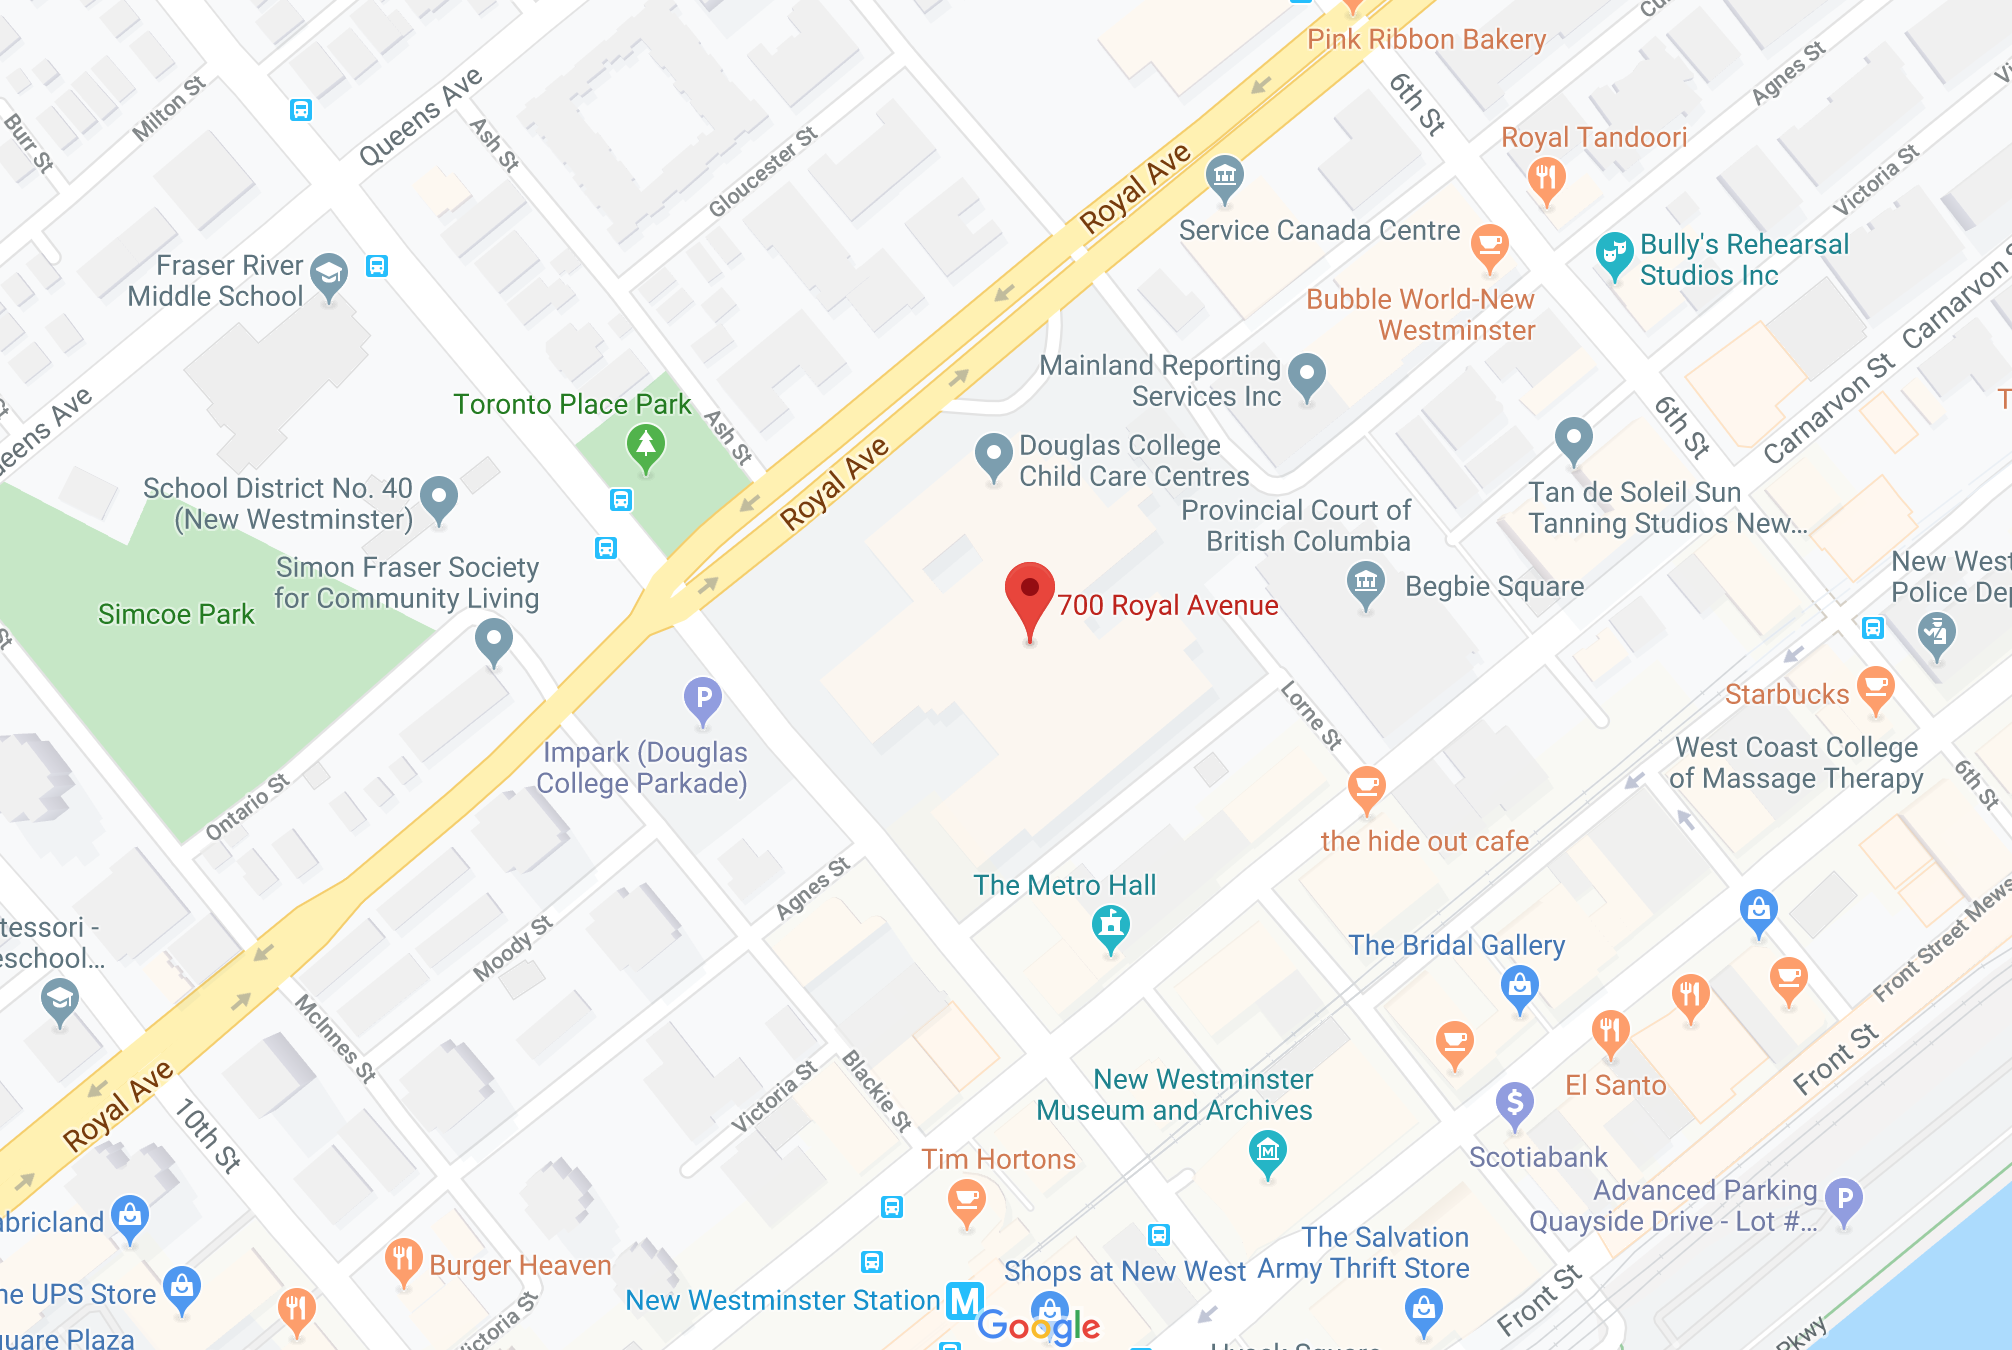 Pink Ribbon Bakery
6th St
Agnes St
Milton St
Queens Ave
Burr St
Ash St
Gloucester St
Royal Ave
Royal Tandoori
Victoria St
Service Canada Centre
Bully's Rehearsal
Studios Inc
Fraser River
Middle School
Bubble World-New
Westminster
Carnarvon St
Carnarvon S
Mainland Reporting
Services Inc
Toronto Place Park
Ash St
Royal Ave
6th St
Douglas College
Child Care Centres
School District No. 40
(New Westminster)
Provincial Court of
British Columbia
Tan de Soleil Sun
Tanning Studios New...
Simon Fraser Society
for Community Living
Simcoe Park
700 Royal Avenue
Begbie Square
New West
Police Dep
Lorne St
Starbucks
Impark (Douglas
College Parkade)
West Coast College
of Massage Therapy
6th St
Ontario St
the hide out cafe
Agnes St
The Metro Hall
Moody St
tessori -
eschool...
The Bridal Gallery
Front Street Mews
McInnes St
Front St
Royal Ave
10th St
Victoria St
Blackie St
New Westminster
Museum and Archives
El Santo
Scotiabank
Tim Hortons
Advanced Parking
Quayside Drive - Lot #...
abricland
Burger Heaven
The Salvation
Army Thrift Store
Shops at New West
New Westminster Station
M
Google
Front St
ne UPS Store
uare Plaza
ictoria St
Pkwy